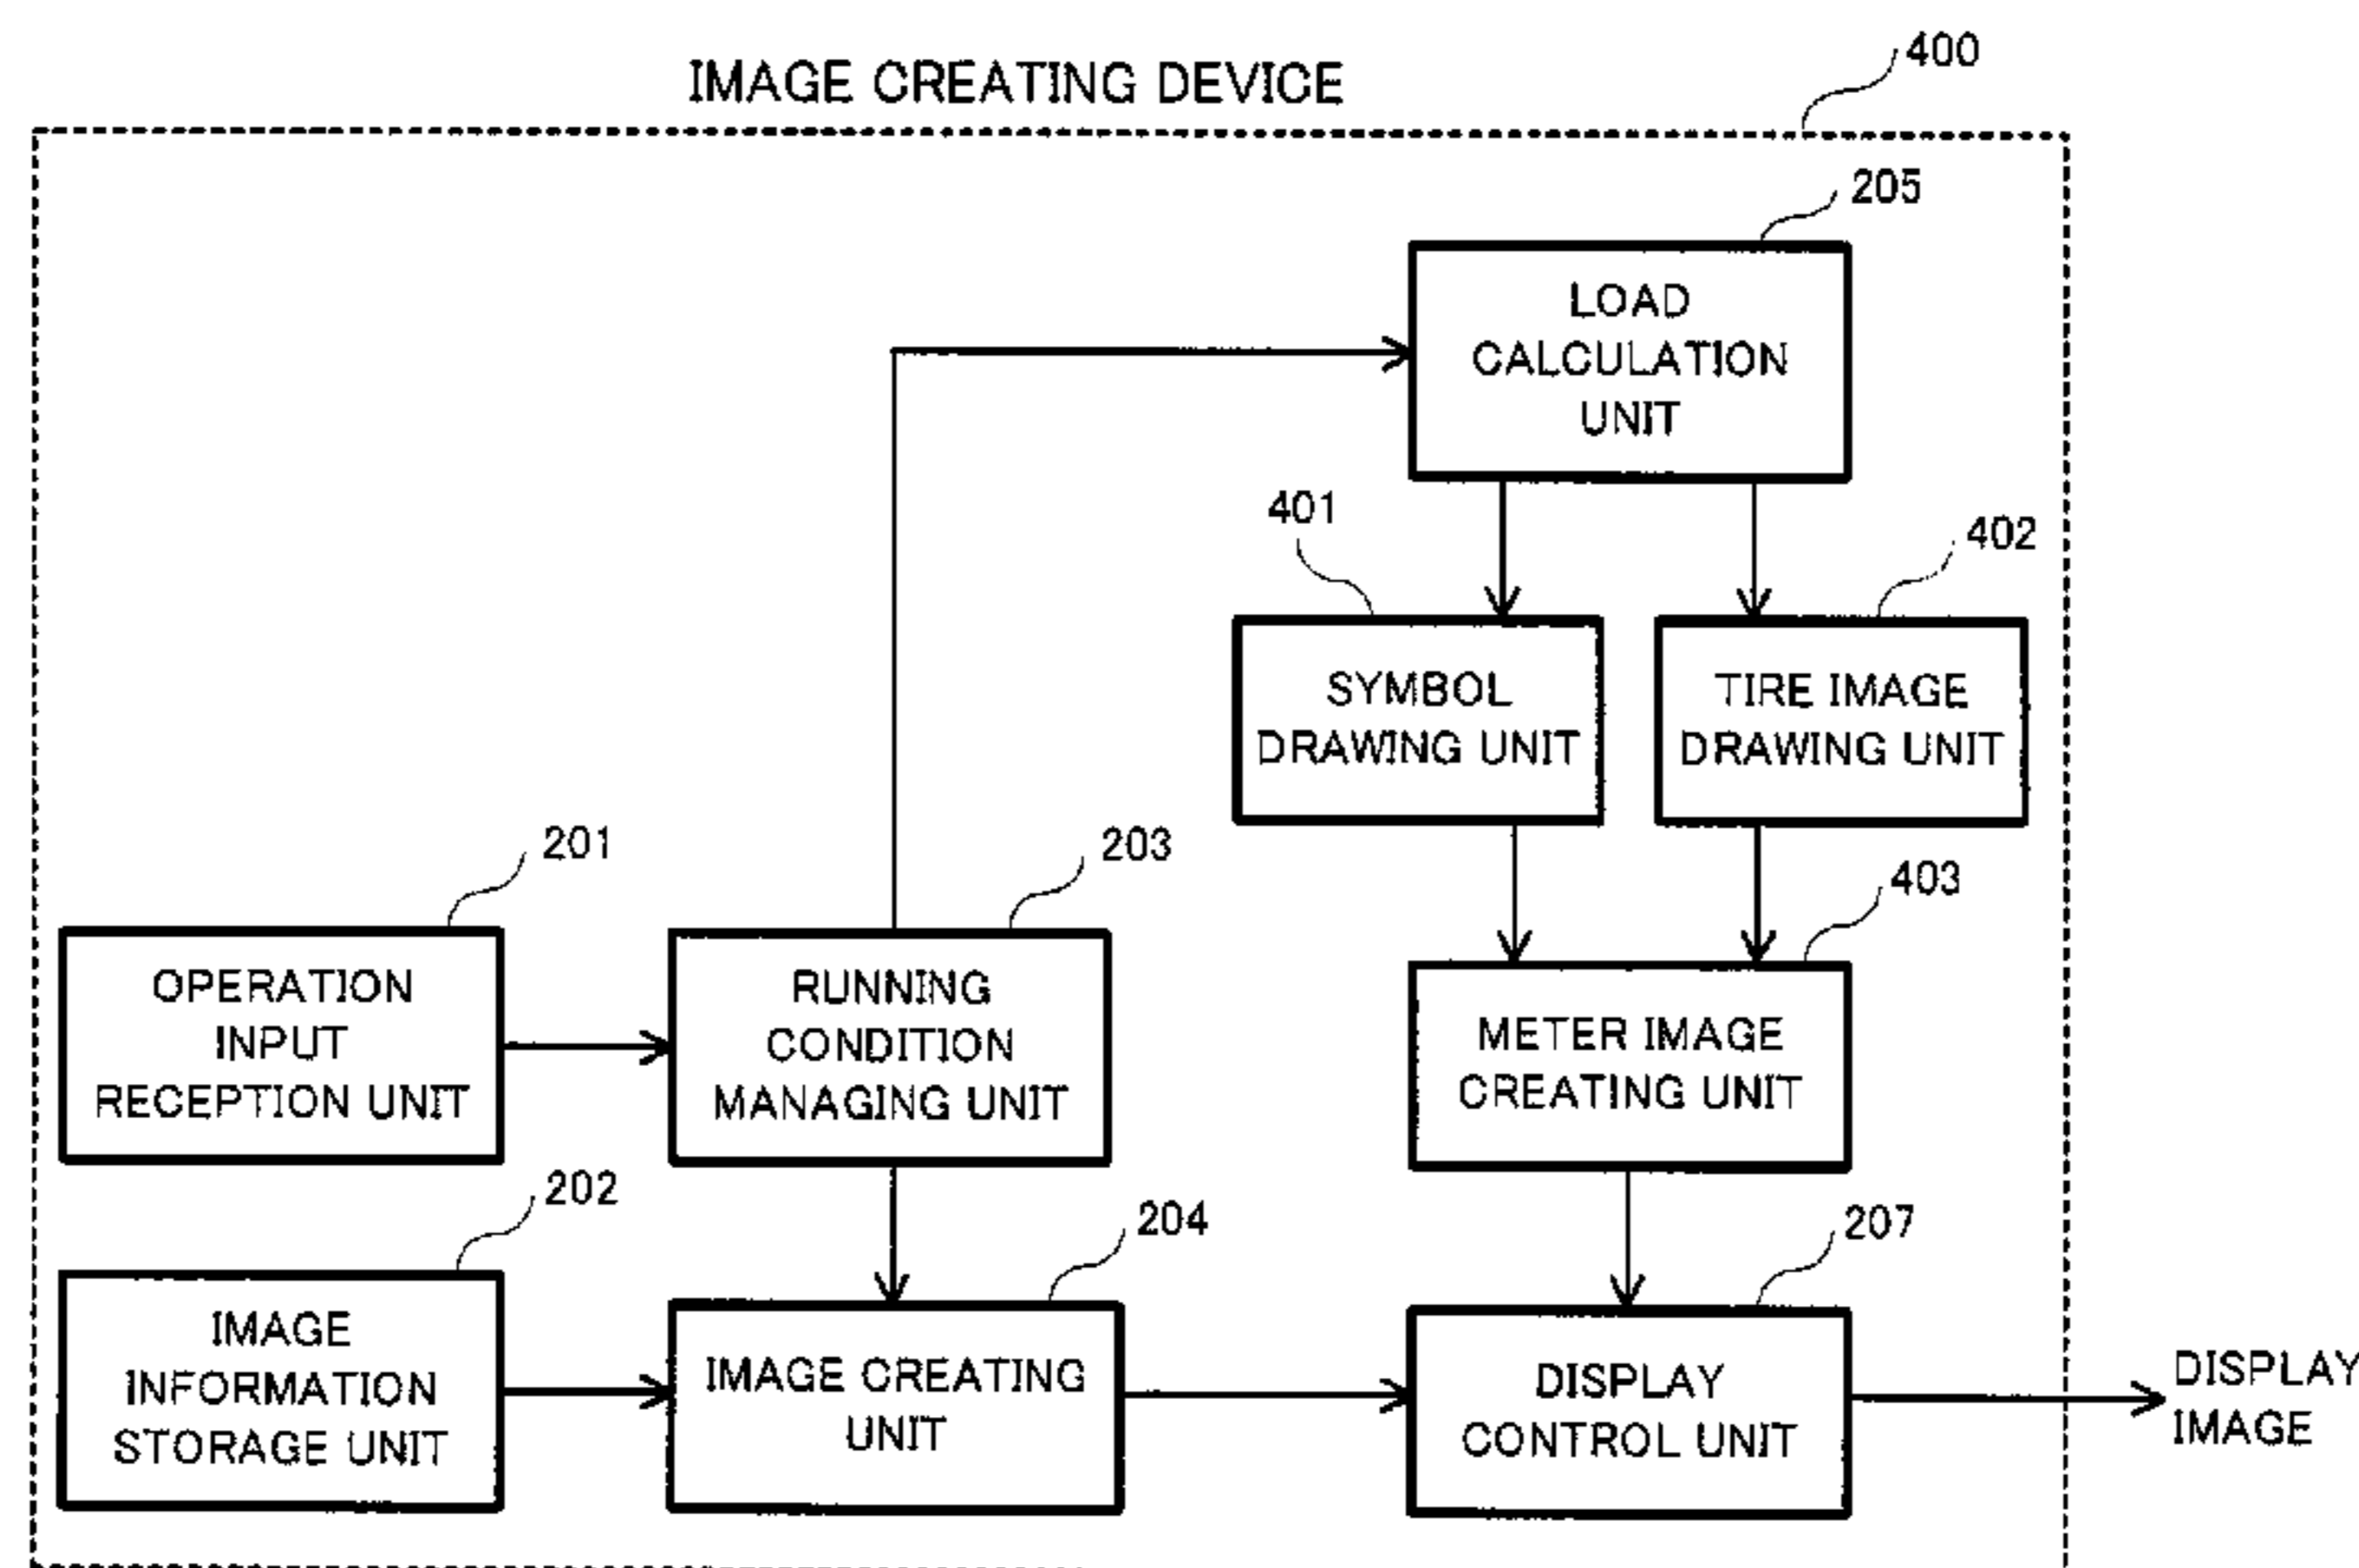 IMAGE CREATING DEVICE
400
205
LOAD
CALCULATION
UNIT
401
402
SYMBOL
DRAWING UNIT
TIRE IMAGE
DRAWING UNIT
201
203
403
OPERATION
INPUT
RECEPTION UNIT
RUNNING
CONDITION
MANAGING UNIT
METER IMAGE
CREATING UNIT
202
204
207
IMAGE
INFORMATION
STORAGE UNIT
IMAGE CREATING
UNIT
DISPLAY
CONTROL UNIT
DISPLAY
IMAGE